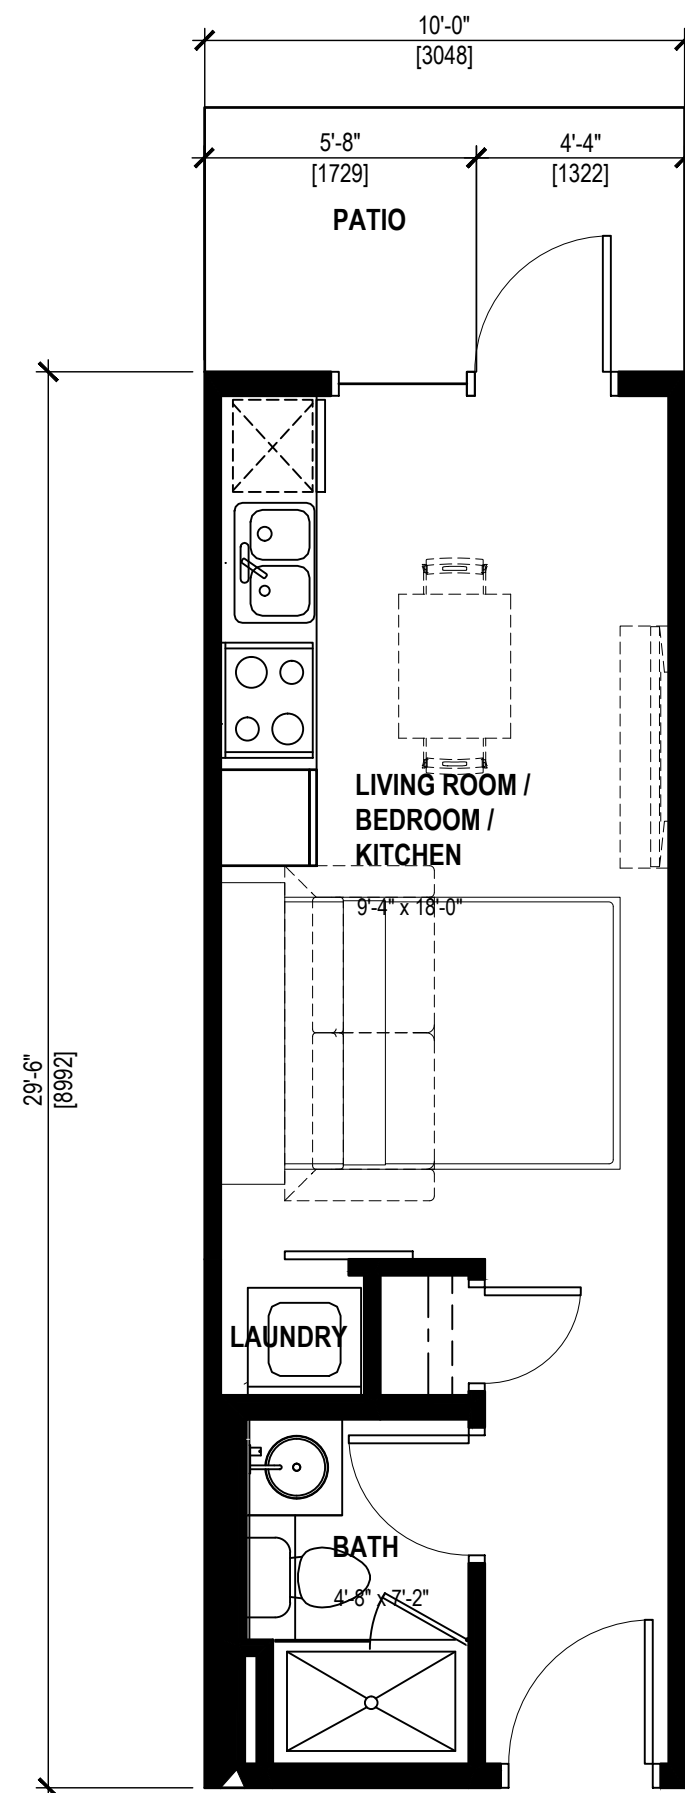 10'-0"
[3048]
5'-8"
[1729]
4'-4"
[1322]
PATIO
LIVING ROOM /
BEDROOM /
KITCHEN
9'-4" x 18'-0"
29'-6"
[8992]
LAUNDRY
BATH
4'-8" x 7'-2"